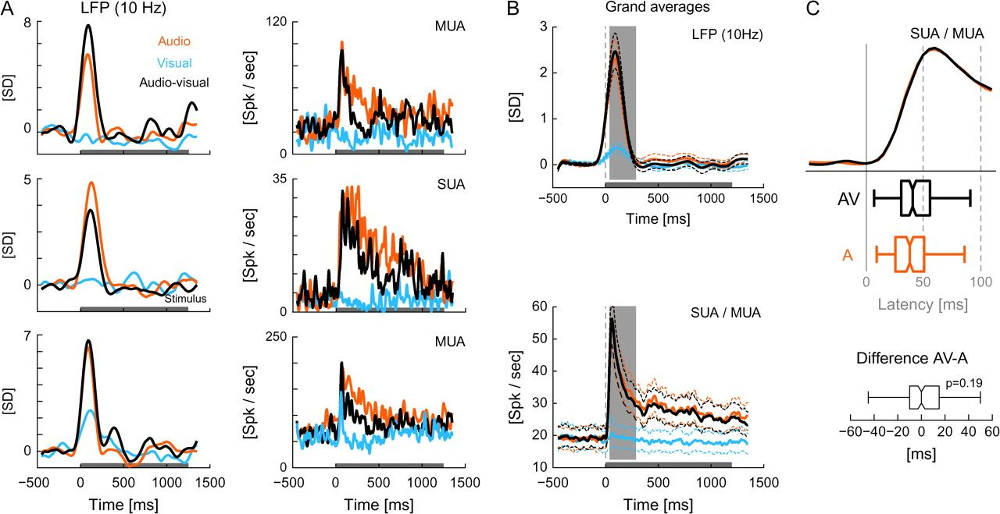 A
LFP (10 Hz)
8
0
[SD]
Audio
Visual
Audio-visual
120
0
[Spk / sec]
MUA
5
0
[SD]
Stimulus
35
0
[Spk / sec]
SUA
7
0
[SD]
−500 0 500 1000 1500
Time [ms]
250
0
[Spk / sec]
MUA
−500 0 500 1000 1500
Time [ms]
B
Grand averages
LFP (10Hz)
3
2
1
0
[SD]
−500 0 500 1000 1500
Time [ms]
SUA / MUA
60
50
40
30
20
10
[Spk / sec]
−500 0 500 1000 1500
Time [ms]
C
SUA / MUA
AV
A
0 50 100
Latency [ms]
Difference AV-A
p=0.19
−60 −40 −20 0 20 40 60
[ms]